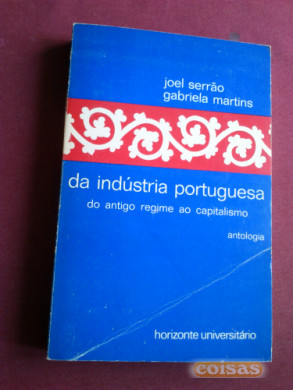 joel serrão
gabriela martins
da indústria portuguesa
do antigo regime ao capitalismo
antologia
horizonte universitário
coisas